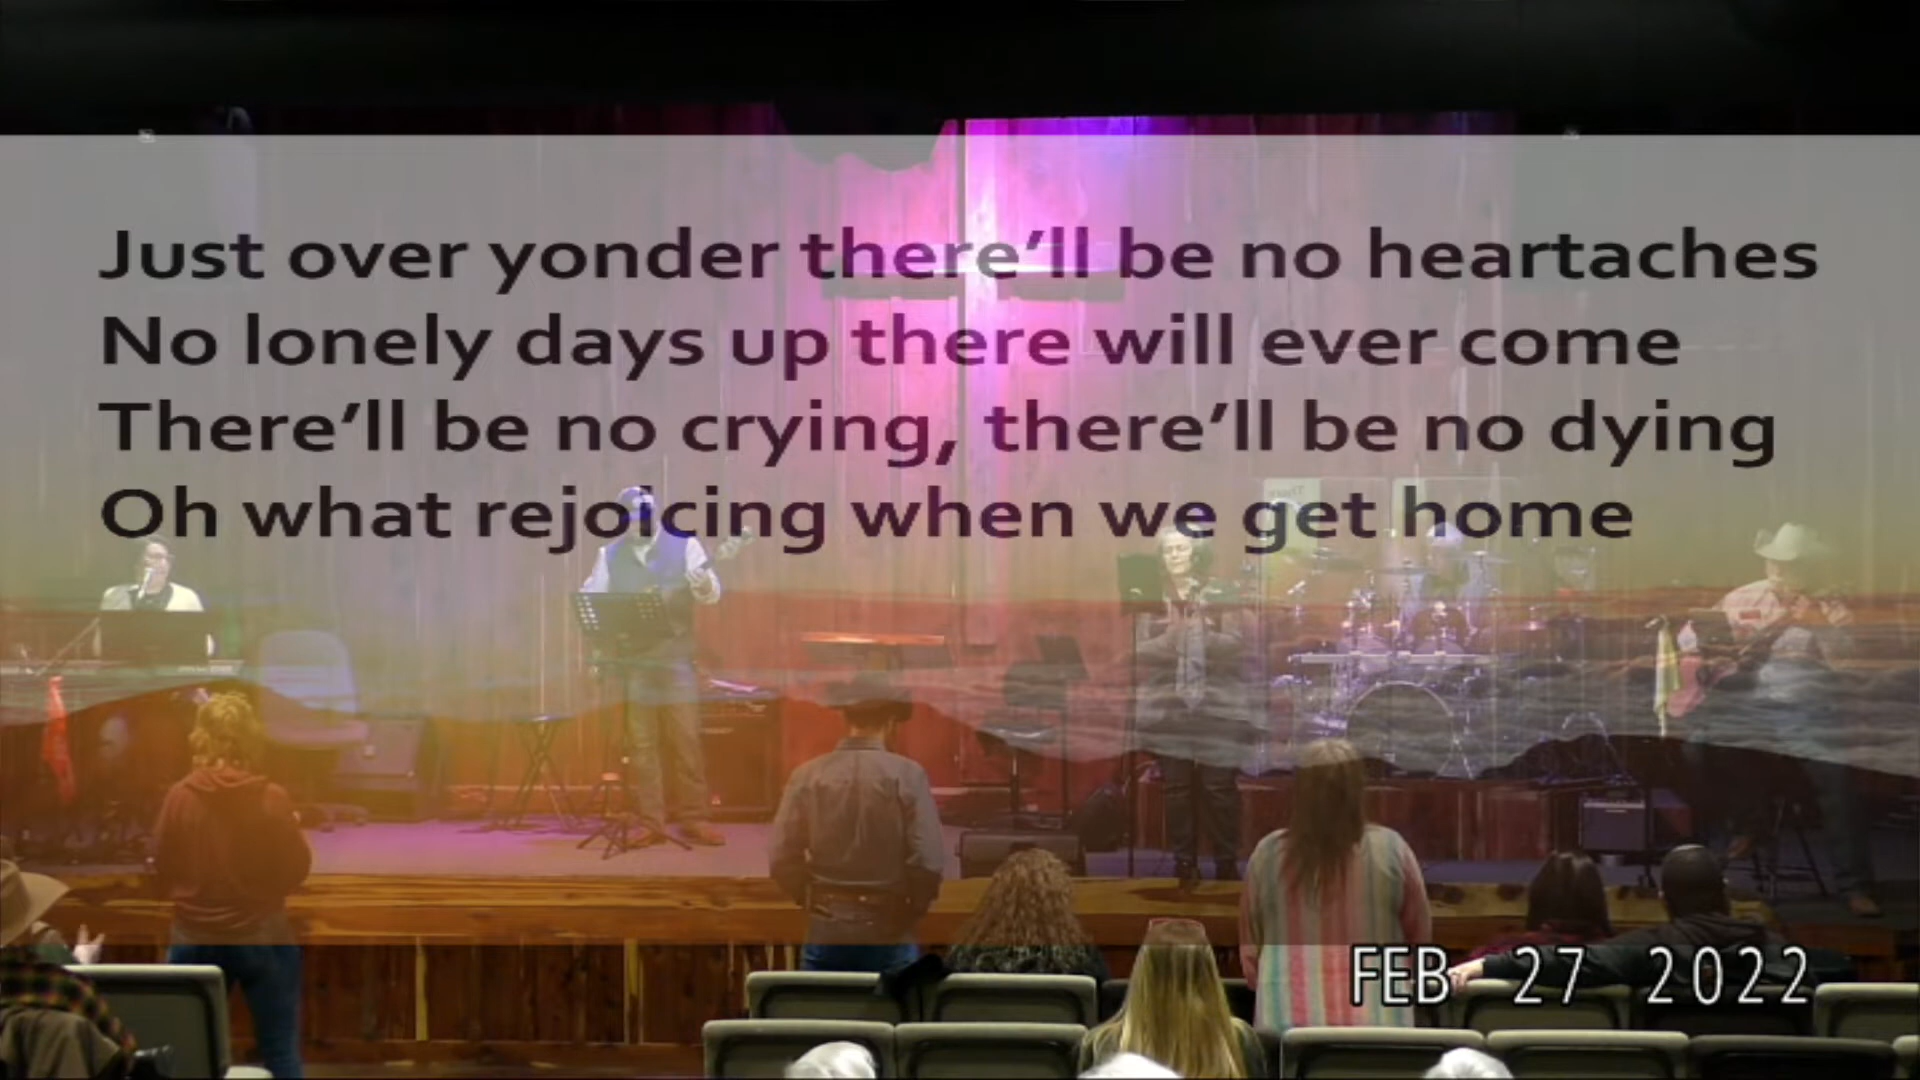 Just over yonder there’ll be no heartaches
No lonely days up there will ever come
There’ll be no crying, there’ll be no dying
Oh what rejoicing when we get home
FEB 27 2022